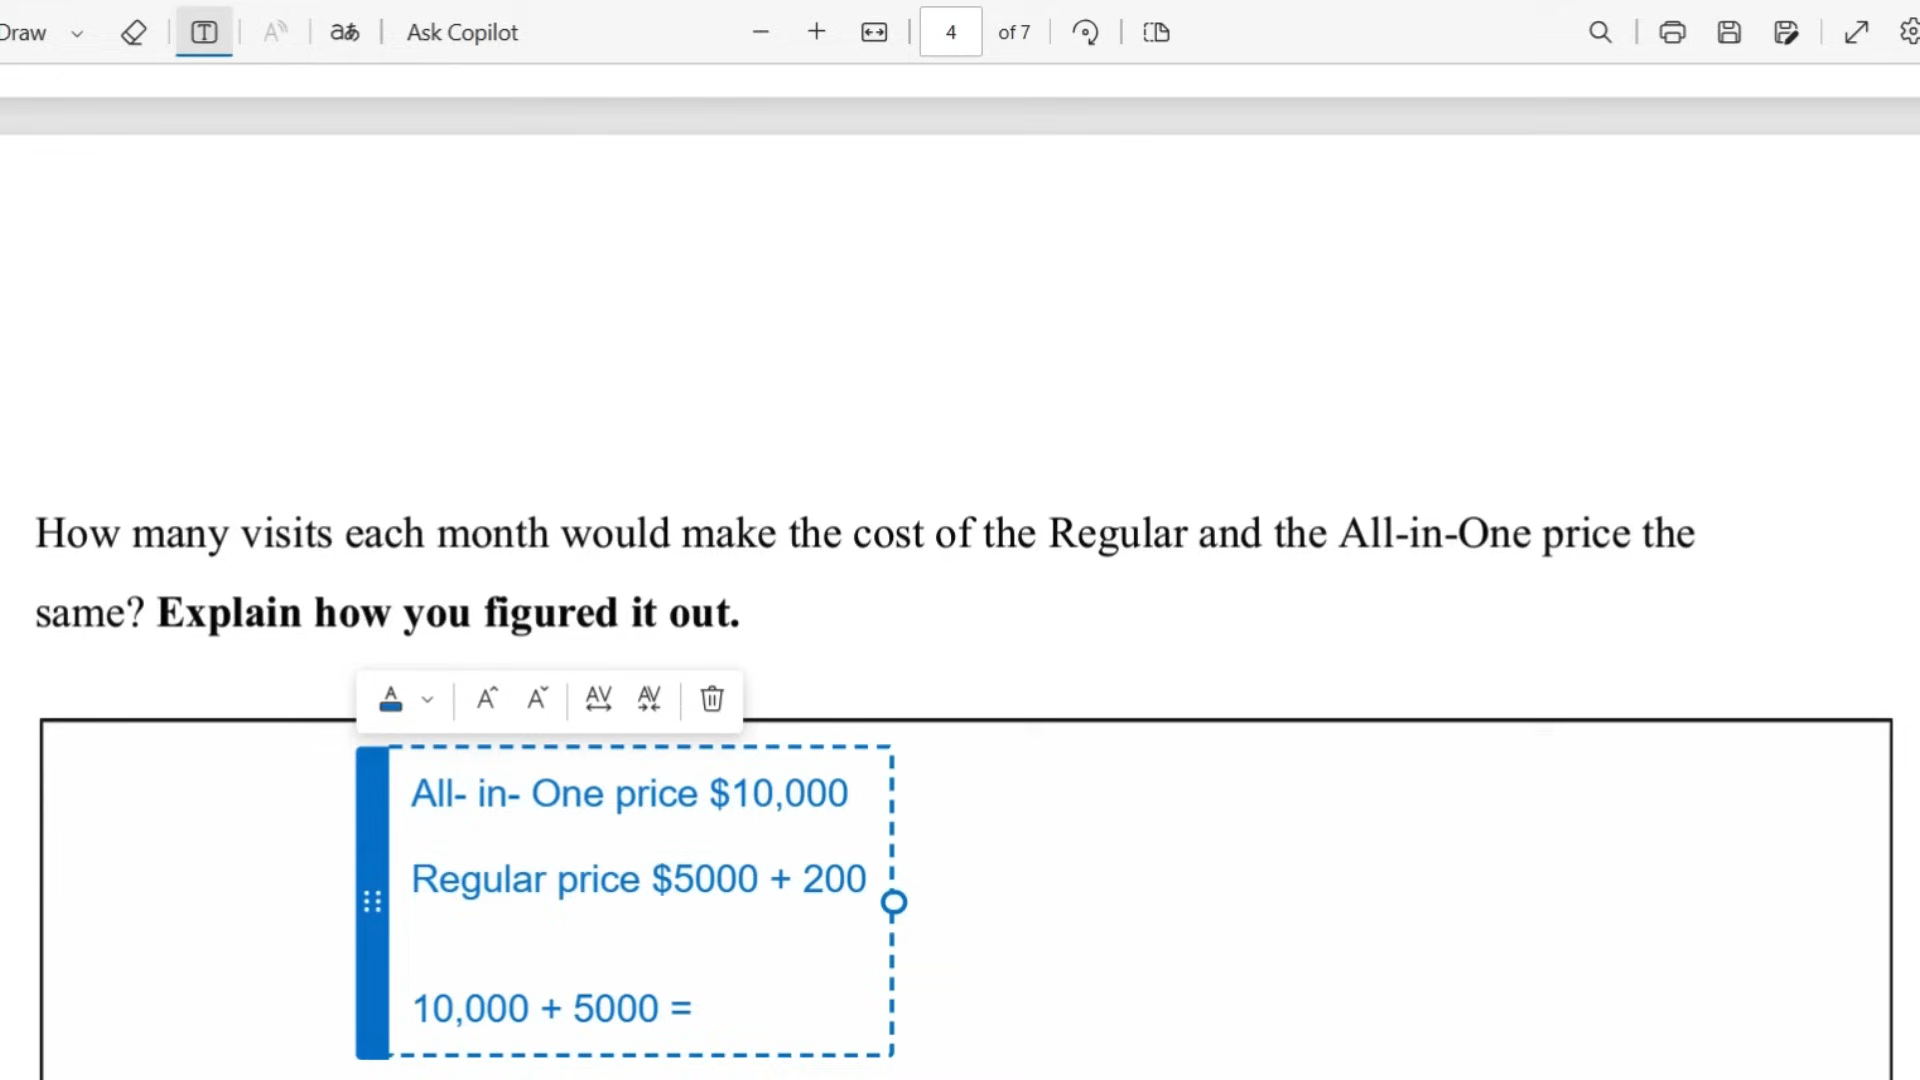 Draw
aあ
Ask Copilot
4
of 7
How many visits each month would make the cost of the Regular and the All-in-One price the
same? Explain how you figured it out.
All- in- One price $10,000
Regular price $5000 + 200
10,000 + 5000 =